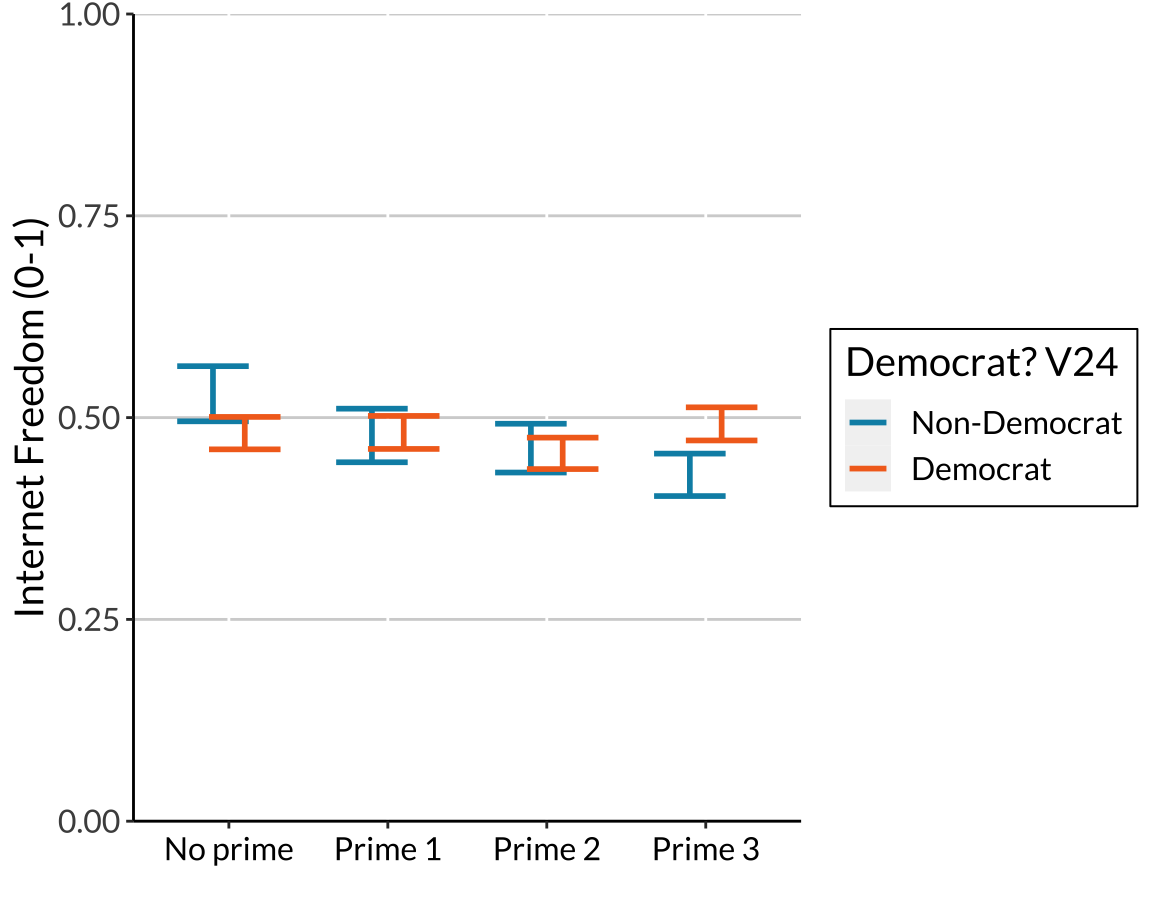 1.00
0.75
0.50
0.25
0.00
Internet Freedom (0-1)
No prime
Prime 1
Prime 2
Prime 3
Democrat? V24
Non-Democrat
Democrat